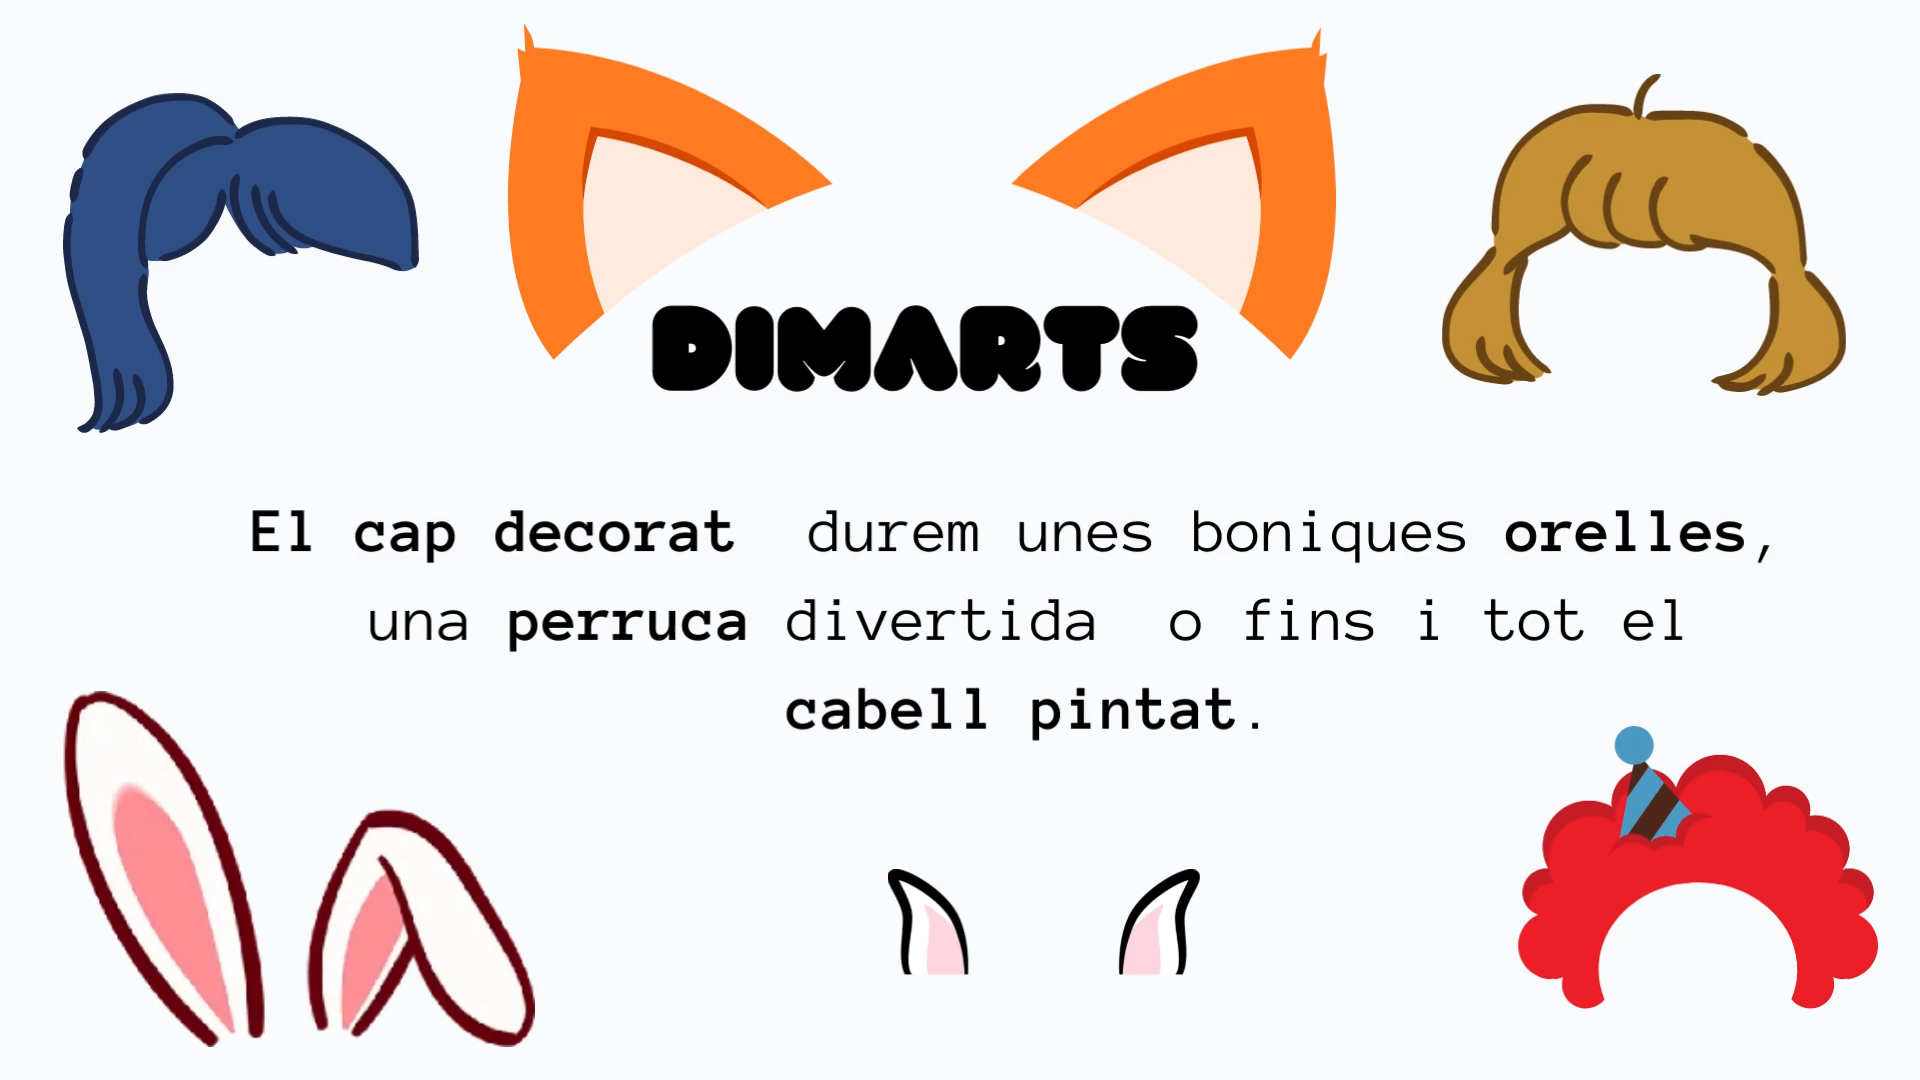 DIMARTS
El cap decorat  durem unes boniques orelles,
una perruca divertida  o fins i tot el
cabell pintat.